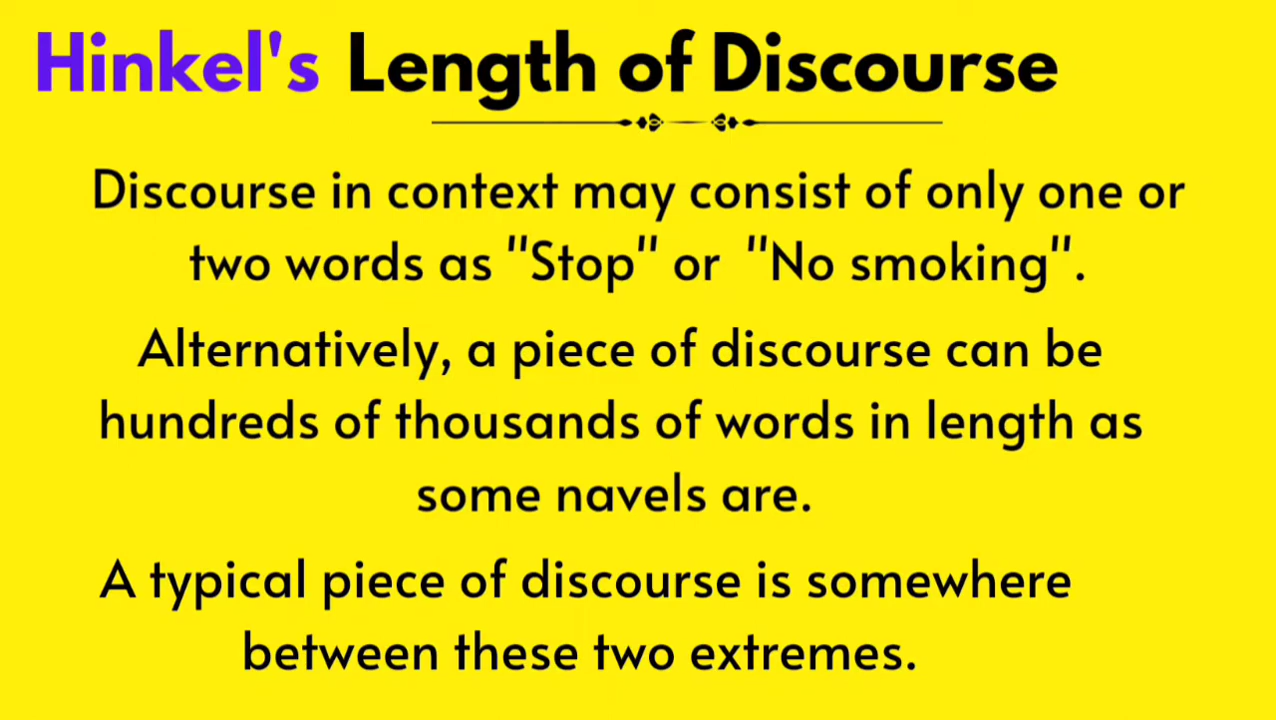 Hinkel's Length of Discourse
Discourse in context may consist of only one or
two words as "Stop" or "No smoking".
Alternatively, a piece of discourse can be
hundreds of thousands of words in length as
some navels are.
A typical piece of discourse is somewhere
between these two extremes.